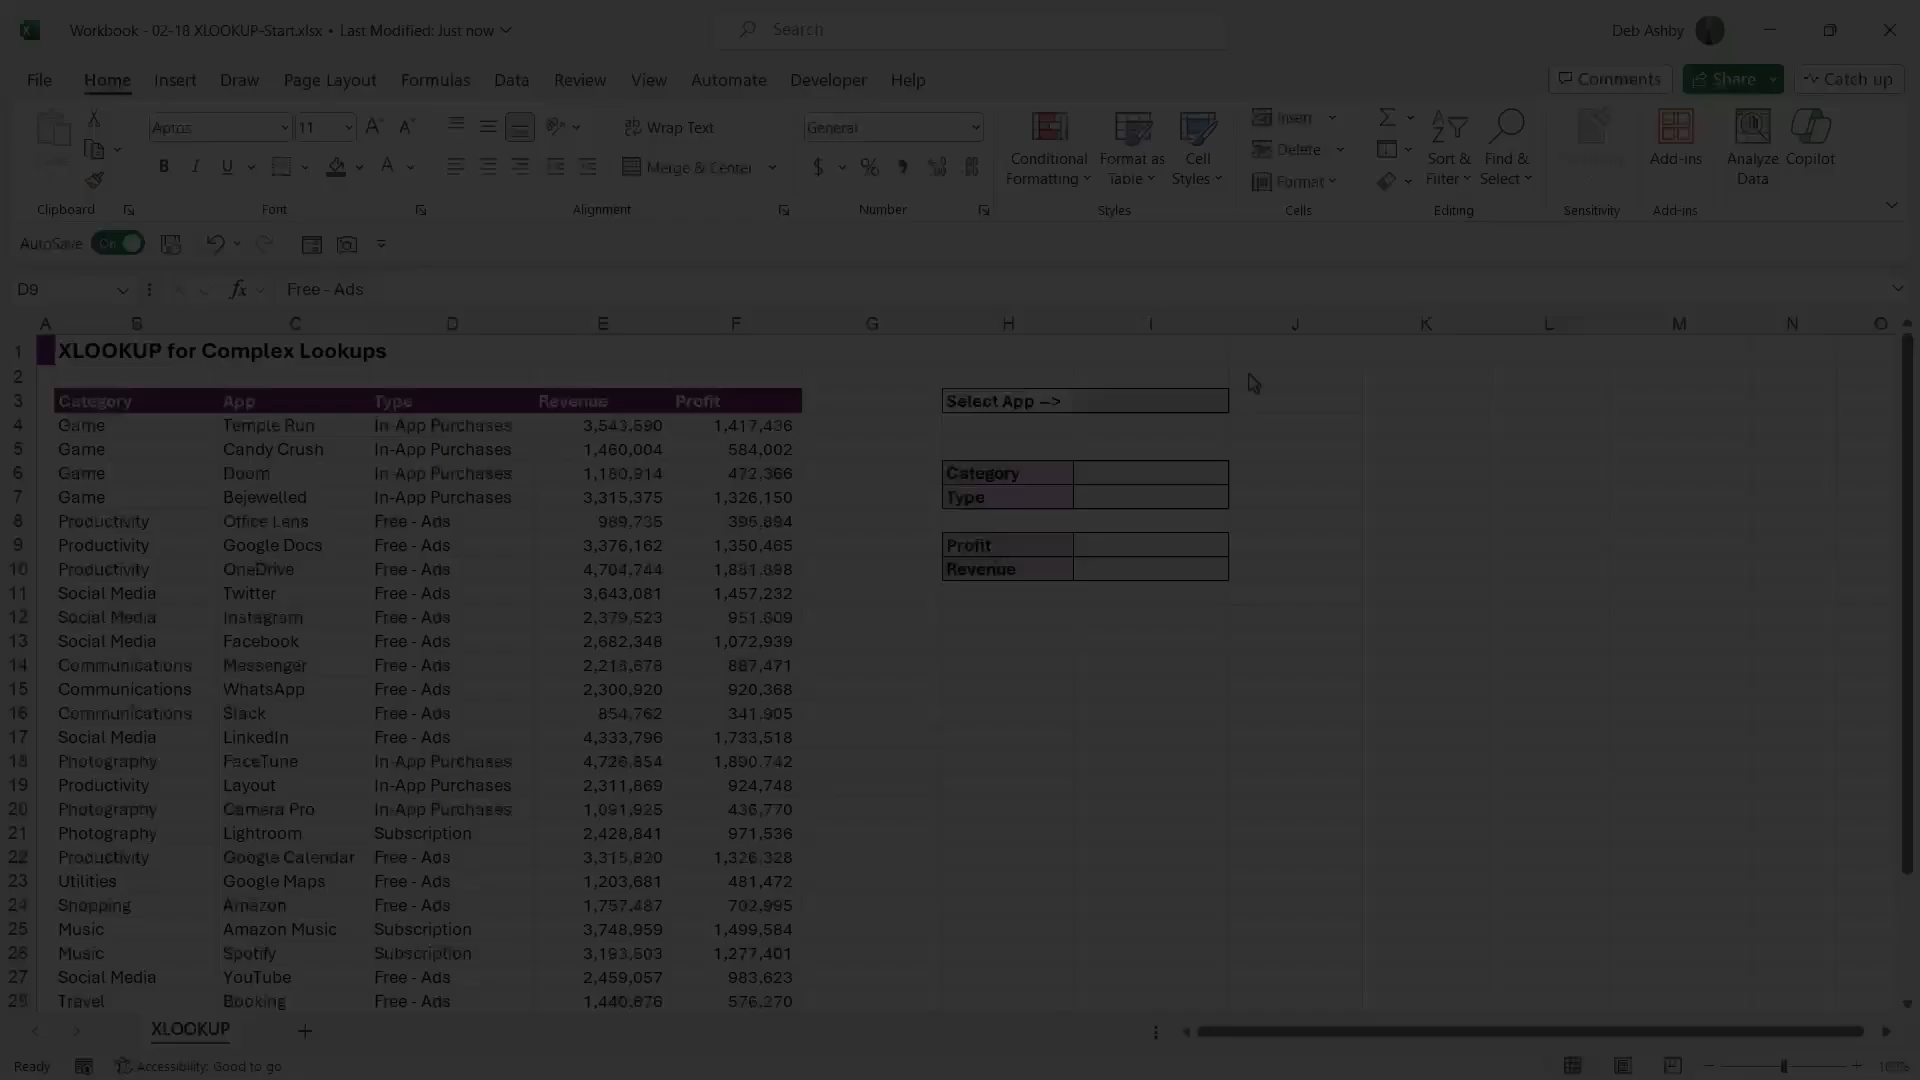 Workbook - 02-18 XLOOKUP-Start.xlsx • Last Modified: Just now
Search
Deb Ashby
File Home Insert Draw Page Layout Formulas Data Review View Automate Developer Help
Comments Share Catch up
Aptos 11
Wrap Text
General
Insert
Delete
Format
Merge & Center
Conditional Formatting
Format as Table
Cell Styles
Sort & Filter
Find & Select
Add-ins
Analyze Data
Copilot
Clipboard Font Alignment Number Styles Cells Editing Sensitivity Add-ins
AutoSave On
D9 fx Free - Ads
A B C D E F G H I J K L M N O
1 XLOOKUP for Complex Lookups
2
3 Category App Type Revenue Profit Select App -->
4 Game Temple Run In-App Purchases 3,543,590 1,417,436
5 Game Candy Crush In-App Purchases 1,460,004 584,002
6 Game Doom In-App Purchases 1,180,914 472,366 Category
7 Game Bejewelled In-App Purchases 3,315,375 1,326,150 Type
8 Productivity Office Lens Free - Ads 989,735 395,894
9 Productivity Google Docs Free - Ads 3,376,162 1,350,465 Profit
10 Productivity OneDrive Free - Ads 4,704,744 1,881,898 Revenue
11 Social Media Twitter Free - Ads 3,643,081 1,457,232
12 Social Media Instagram Free - Ads 2,379,523 951,809
13 Social Media Facebook Free - Ads 2,682,348 1,072,939
14 Communications Messenger Free - Ads 2,218,678 887,471
15 Communications WhatsApp Free - Ads 2,300,920 920,368
16 Communications Slack Free - Ads 854,762 341,905
17 Social Media LinkedIn Free - Ads 4,333,796 1,733,518
18 Photography FaceTune In-App Purchases 4,726,854 1,890,742
19 Productivity Layout In-App Purchases 2,311,869 924,748
20 Photography Camera Pro In-App Purchases 1,091,925 436,770
21 Photography Lightroom Subscription 2,428,841 971,536
22 Productivity Google Calendar Free - Ads 3,315,820 1,326,328
23 Utilities Google Maps Free - Ads 1,203,681 481,472
24 Shopping Amazon Free - Ads 1,757,487 702,995
25 Music Amazon Music Subscription 3,748,959 1,499,584
26 Music Spotify Subscription 3,193,503 1,277,401
27 Social Media YouTube Free - Ads 2,459,057 983,623
28 Travel Booking Free - Ads 1,440,676 576,270
XLOOKUP
Ready Accessibility: Good to go